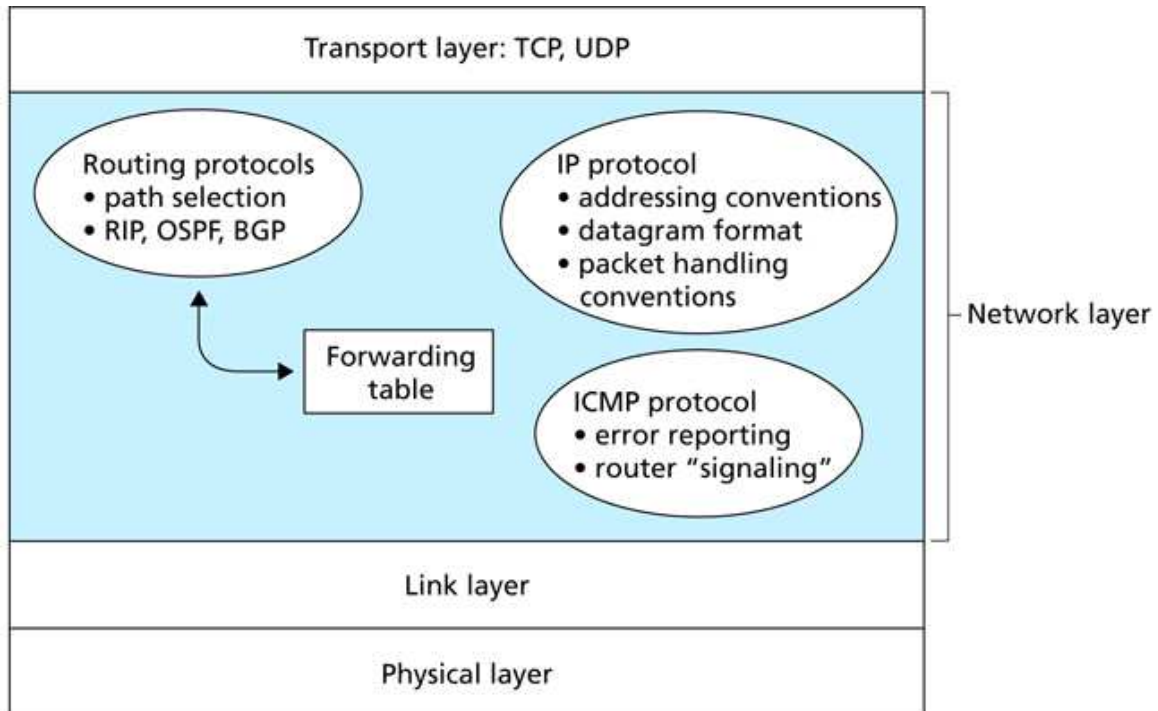 Transport layer: TCP, UDP
Routing protocols
• path selection
• RIP, OSPF, BGP
IP protocol
• addressing conventions
• datagram format
• packet handling
conventions
Network layer
Forwarding
table
ICMP protocol
• error reporting
• router “signaling”
Link layer
Physical layer